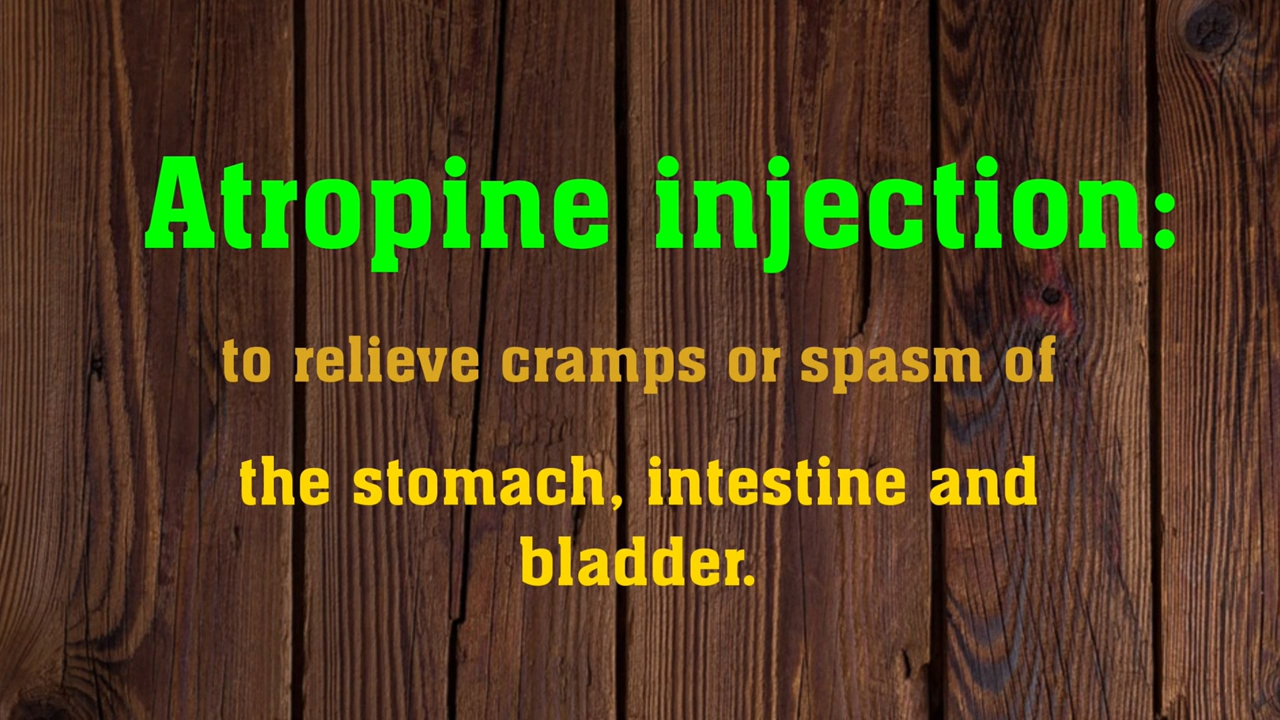 Atropine injection:
to relieve cramps or spasm of
the stomach, intestine and
bladder.